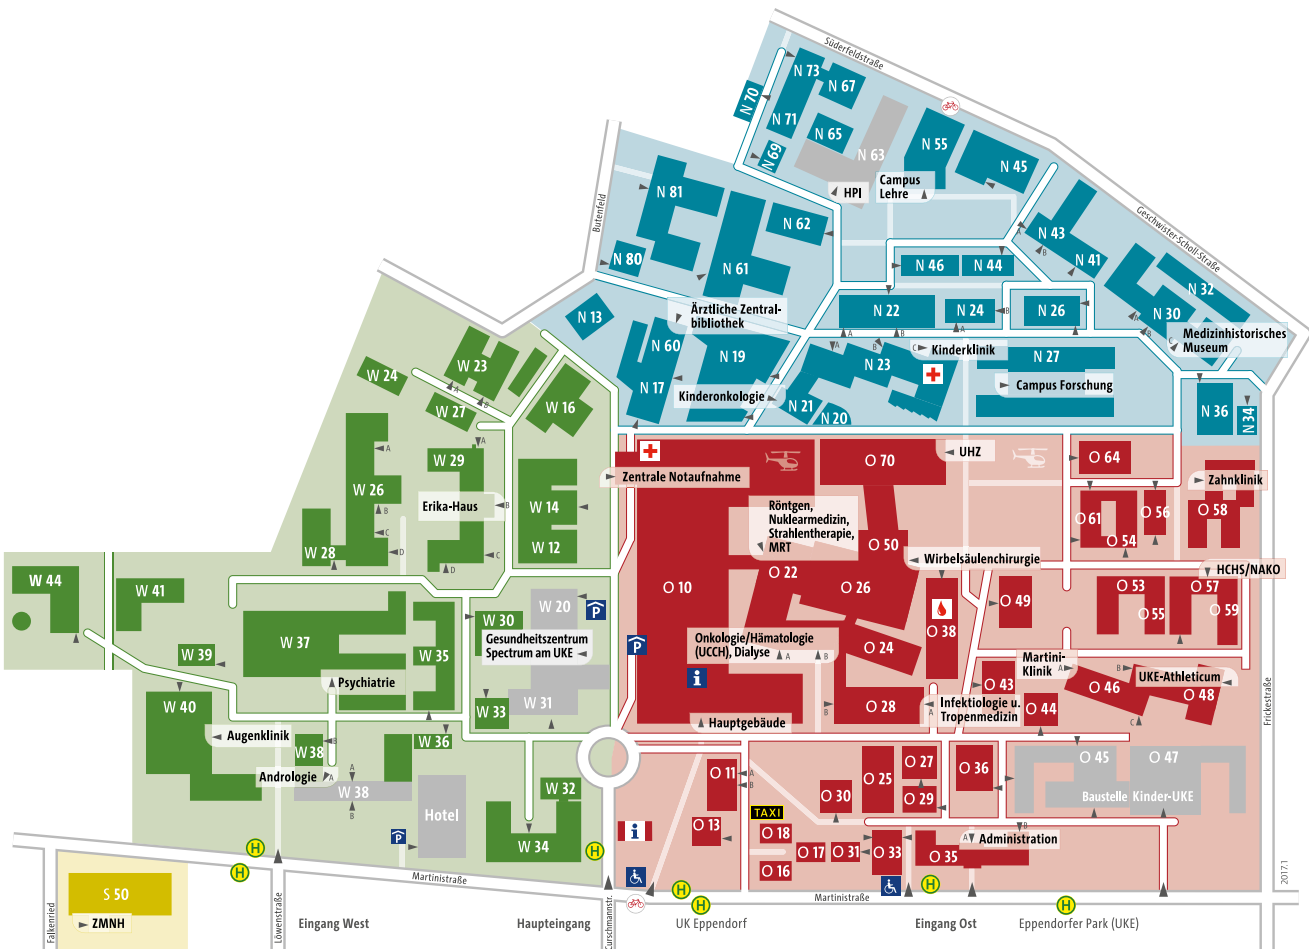 Süderfeldstraße
N 73
N 67
N 70
N 71
N 65
N 69
N 63
N 55
N 45
HPI
Campus
Lehre
Geschwister-Scholl-Straße
Butenfeld
N 81
N 62
N 80
N 61
N 43
A
B
N 41
N 46
N 44
N 32
N 30
A
B
C
Medizinhistorisches
Museum
N 13
Ärztliche Zentral-
bibliothek
N 22
N 24
B
N 26
A
B
A
N 60
N 19
N 17
A
B
N 23
C
Kinderklinik
N 27
Campus Forschung
Kinderonkologie
N 21
N 20
N 36
N 34
W 23
W 24
A
B
W 27
W 16
A
W 29
W 26
A
B
C
D
Erika-Haus
B
C
D
W 14
W 12
W 28
Zentrale Notaufnahme
O 70
UHZ
O 64
Zahnklinik
Röntgen,
Nuklearmedizin,
Strahlentherapie,
MRT
O 61
O 56
O 58
O 54
O 50
Wirbelsäulenchirurgie
HCHS/NAKO
O 10
O 22
O 26
O 53
O 57
O 49
O 55
O 59
O 38
O 24
W 44
W 41
W 20
P
W 30
W 37
W 35
Gesundheitszentrum
Spectrum am UKE
P
W 39
Onkologie/Hämatologie
(UCCH), Dialyse
A
B
Martini-
Klinik
A
B
UKE-Athleticum
O 43
O 46
O 48
C
Psychiatrie
i
W 40
W 31
W 33
O 28
B
A
Infektiologie u.
Tropenmedizin
O 44
Frickestraße
Hauptgebäude
Augenklinik
W 38
B
W 36
Andrologie
A
A
W 38
B
Hotel
W 32
P
W 34
O 11
A
B
O 25
O 27
O 36
O 45
O 47
Baustelle Kinder-UKE
O 30
O 29
TAXI
i
O 13
O 18
O 17
O 31
O 33
O 16
A
B
Administration
O 35
H
H
H
H
H
H
H
Martinistraße
Martinistraße
2017.1
S 50
ZMNH
Falkenried
Löwenstraße
Eingang West
Haupteingang
Curschmannstr.
UK Eppendorf
Eingang Ost
Eppendorfer Park (UKE)